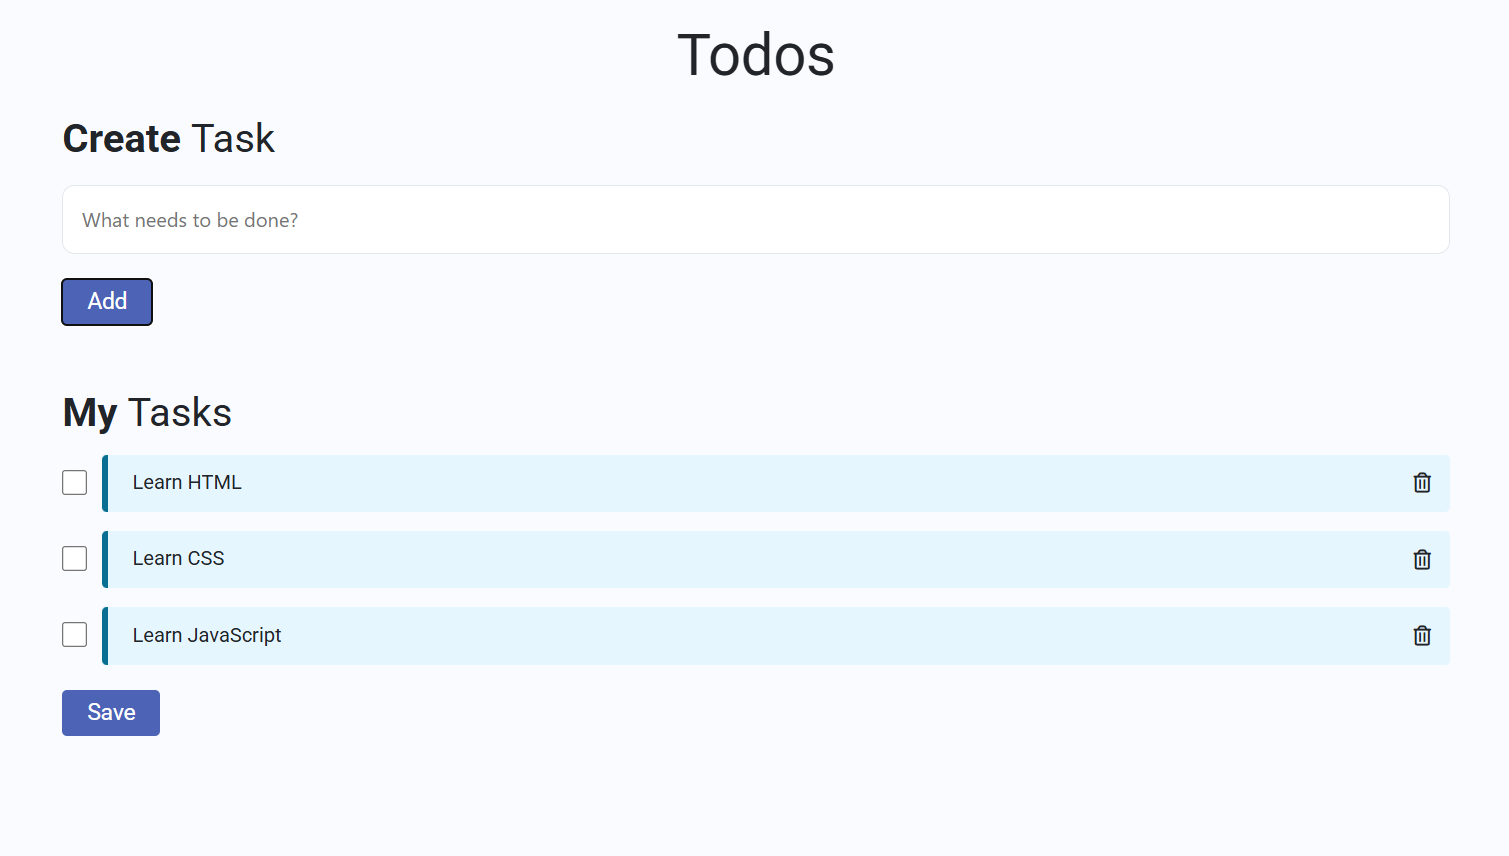 Todos
Create Task
What needs to be done?
Add
My Tasks
Learn HTML
Learn CSS
Learn JavaScript
Save